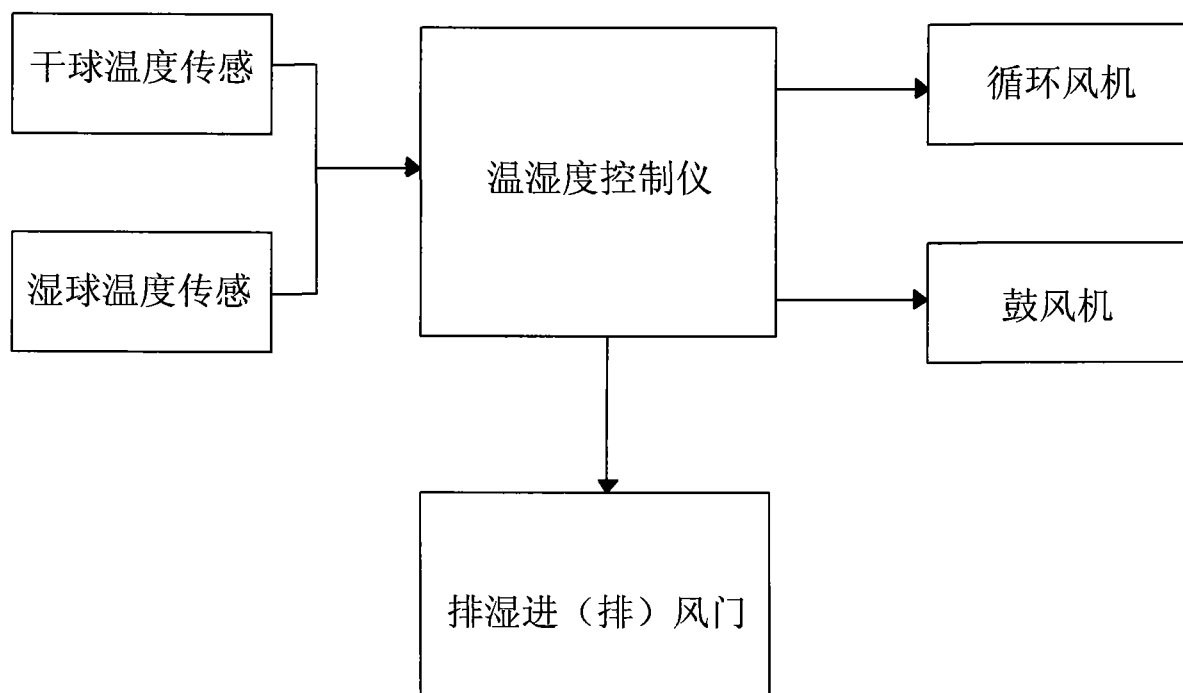 干球温度传感
循环风机
温湿度控制仪
湿球温度传感
鼓风机
排湿进（排）风门